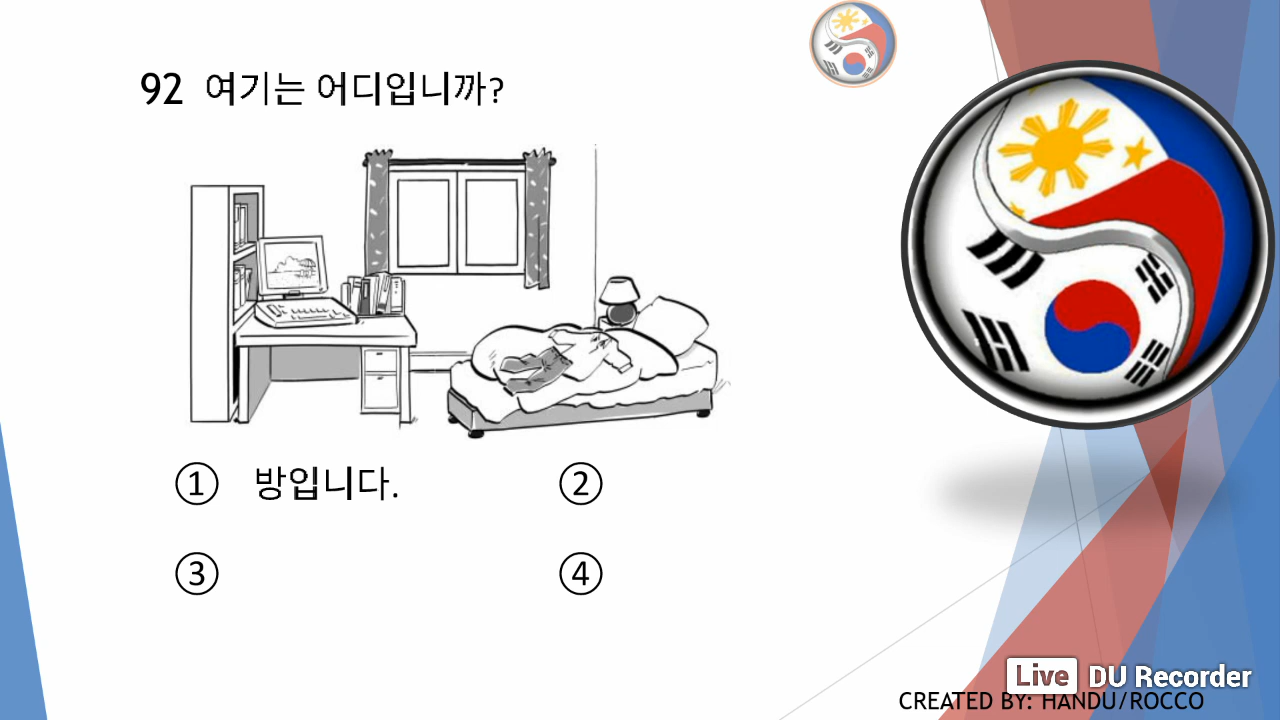 92 여기는 어디입니까?
① 방입니다. ②
③ ④
Live DU Recorder
CREATED BY: HANDU/ROCCO